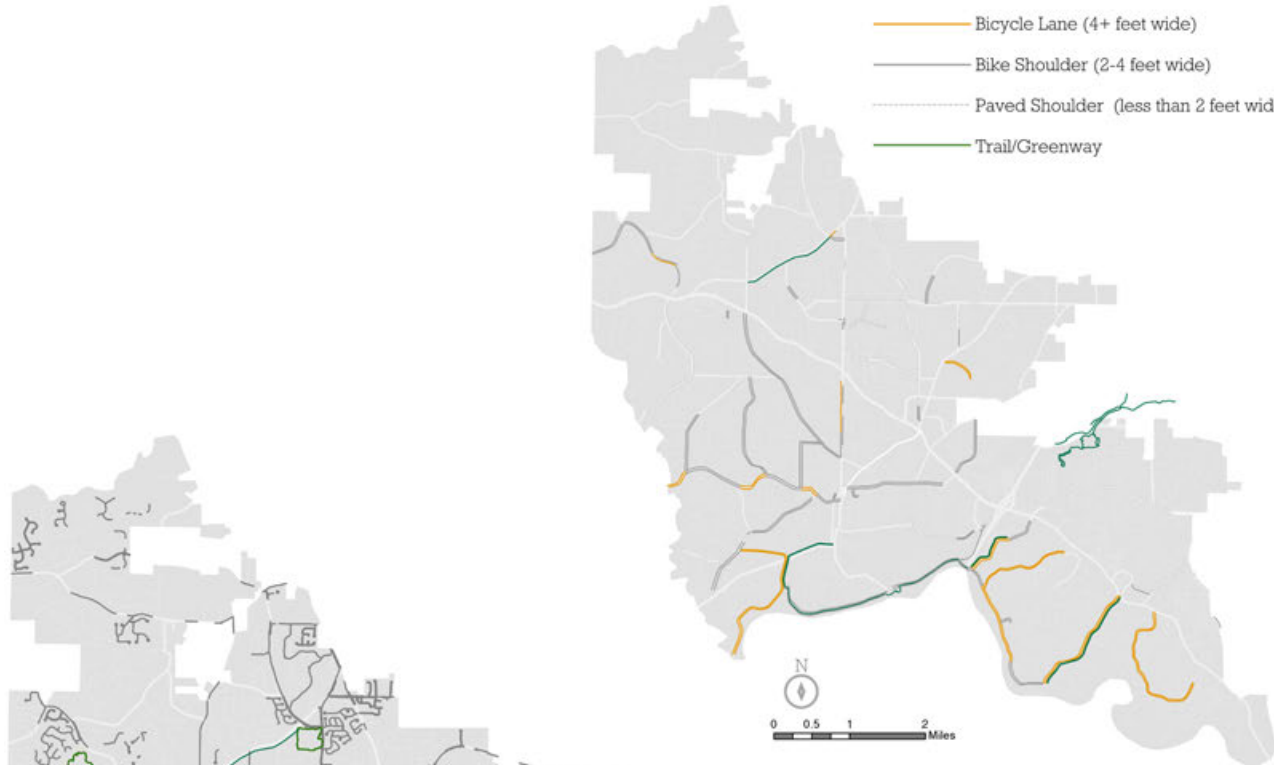 Bicycle Lane (4+ feet wide)
Bike Shoulder (2-4 feet wide)
Paved Shoulder (less than 2 feet wid
Trail/Greenway
N
0 0.5 1 2
Miles